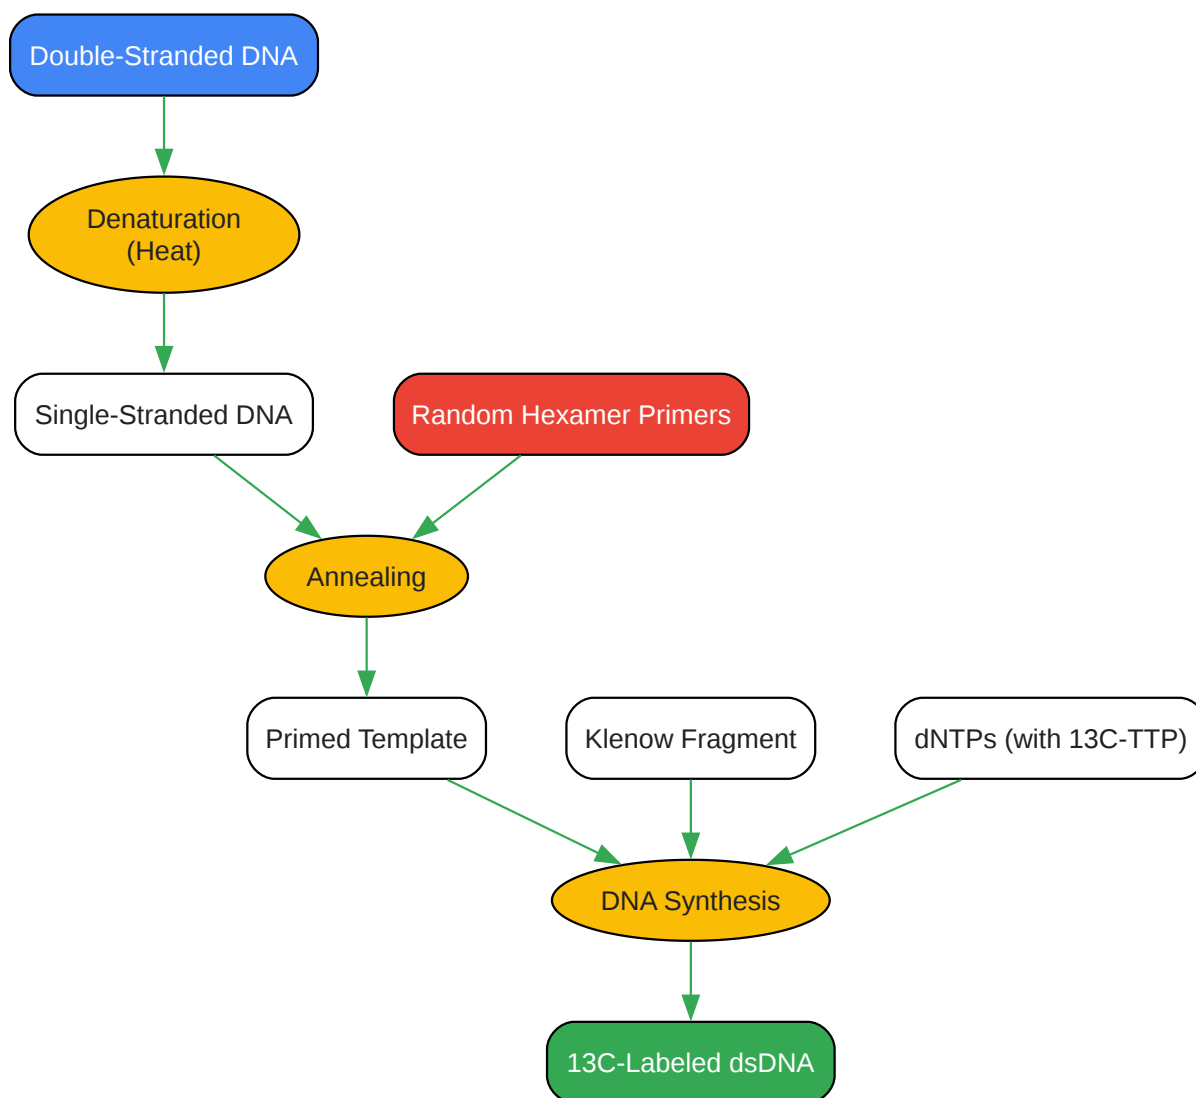 Double-Stranded DNA
Denaturation
(Heat)
Single-Stranded DNA
Random Hexamer Primers
Annealing
Primed Template
Klenow Fragment
dNTPs (with 13C-TTP)
DNA Synthesis
13C-Labeled dsDNA